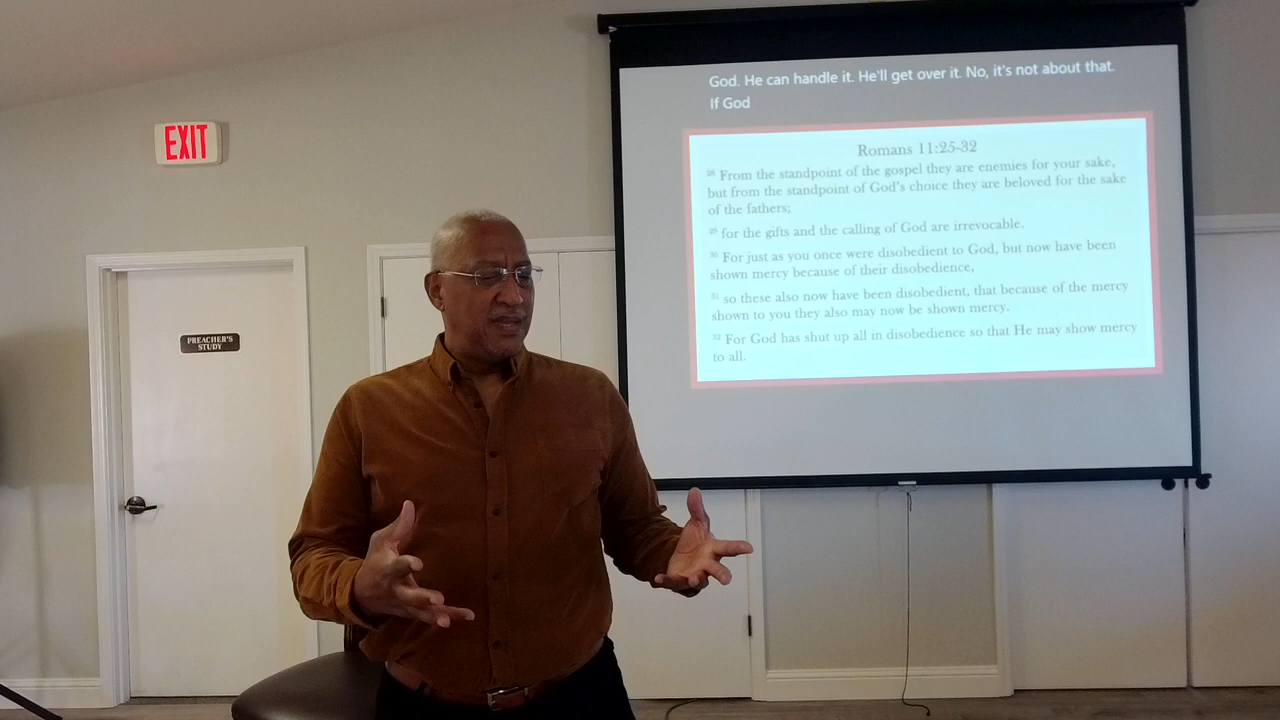 God. He can handle it. He'll get over it. No, it's not about that.
If God
EXIT
Romans 11:25-32
28 From the standpoint of the gospel they are enemies for your sake,
but from the standpoint of God's choice they are beloved for the sake
of the fathers;
29 for the gifts and the calling of God are irrevocable.
30 For just as you once were disobedient to God, but now have been
shown mercy because of their disobedience,
31 so these also now have been disobedient, that because of the mercy
shown to you they also may now be shown mercy.
32 For God has shut up all in disobedience so that He may show mercy
to all.
PREACHER'S
STUDY